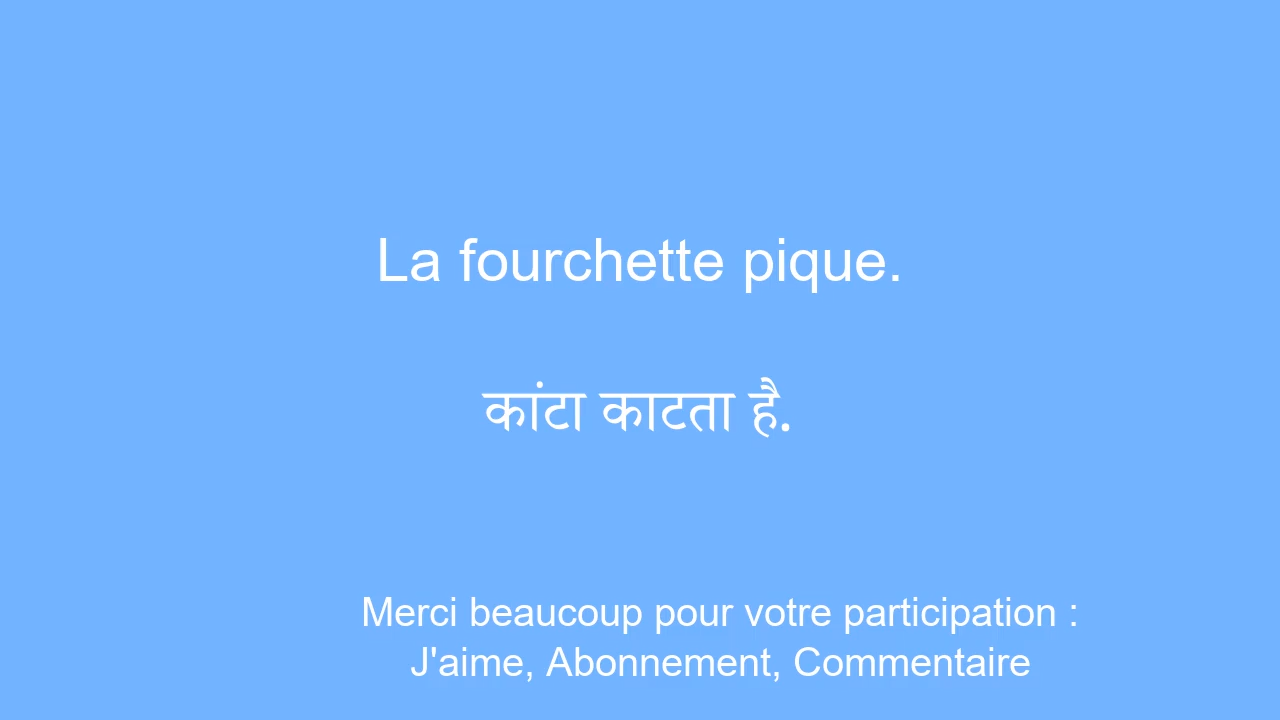 La fourchette pique.
कांटा काटता है.
Merci beaucoup pour votre participation :
J'aime, Abonnement, Commentaire